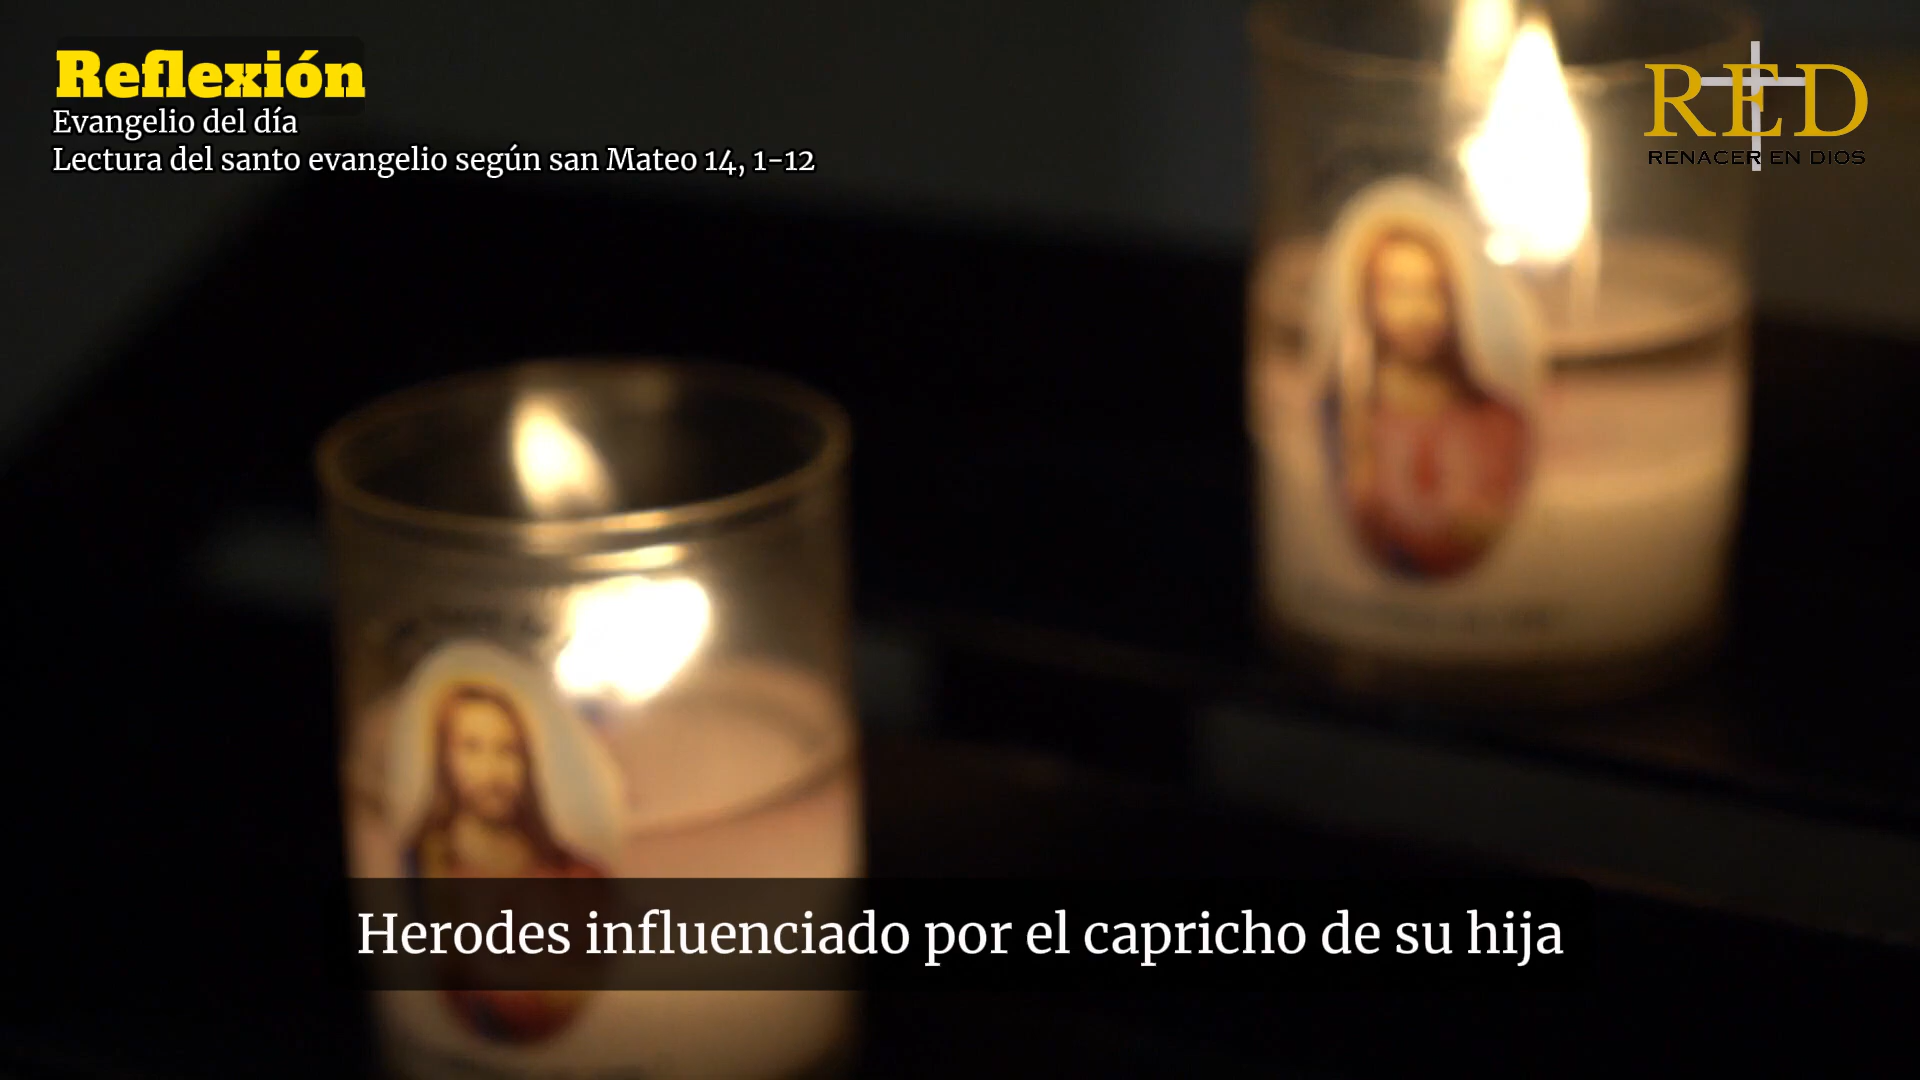 Reflexión
Evangelio del día
Lectura del santo evangelio según san Mateo 14, 1-12
RED
RENACER EN DIOS
Herodes influenciado por el capricho de su hija